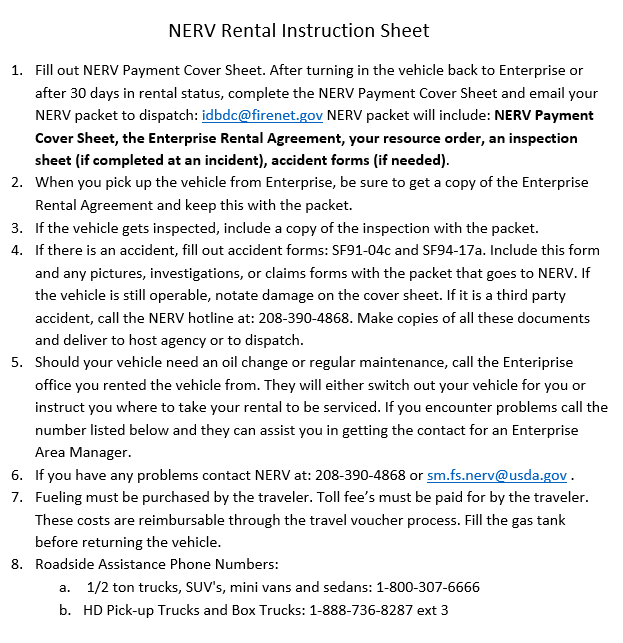 NERV Rental Instruction Sheet
1. Fill out NERV Payment Cover Sheet. After turning in the vehicle back to Enterprise or
after 30 days in rental status, complete the NERV Payment Cover Sheet and email your
NERV packet to dispatch: idbdc@firenet.gov NERV packet will include: NERV Payment
Cover Sheet, the Enterprise Rental Agreement, your resource order, an inspection
sheet (if completed at an incident), accident forms (if needed).
2. When you pick up the vehicle from Enterprise, be sure to get a copy of the Enterprise
Rental Agreement and keep this with the packet.
3. If the vehicle gets inspected, include a copy of the inspection with the packet.
4. If there is an accident, fill out accident forms: SF91-04c and SF94-17a. Include this form
and any pictures, investigations, or claims forms with the packet that goes to NERV. If
the vehicle is still operable, notate damage on the cover sheet. If it is a third party
accident, call the NERV hotline at: 208-390-4868. Make copies of all these documents
and deliver to host agency or to dispatch.
5. Should your vehicle need an oil change or regular maintenance, call the Enteriprise
office you rented the vehicle from. They will either switch out your vehicle for you or
instruct you where to take your rental to be serviced. If you encounter problems call the
number listed below and they can assist you in getting the contact for an Enterprise
Area Manager.
6. If you have any problems contact NERV at: 208-390-4868 or sm.fs.nerv@usda.gov .
7. Fueling must be purchased by the traveler. Toll fee’s must be paid for by the traveler.
These costs are reimbursable through the travel voucher process. Fill the gas tank
before returning the vehicle.
8. Roadside Assistance Phone Numbers:
a. 1/2 ton trucks, SUV's, mini vans and sedans: 1-800-307-6666
b. HD Pick-up Trucks and Box Trucks: 1-888-736-8287 ext 3